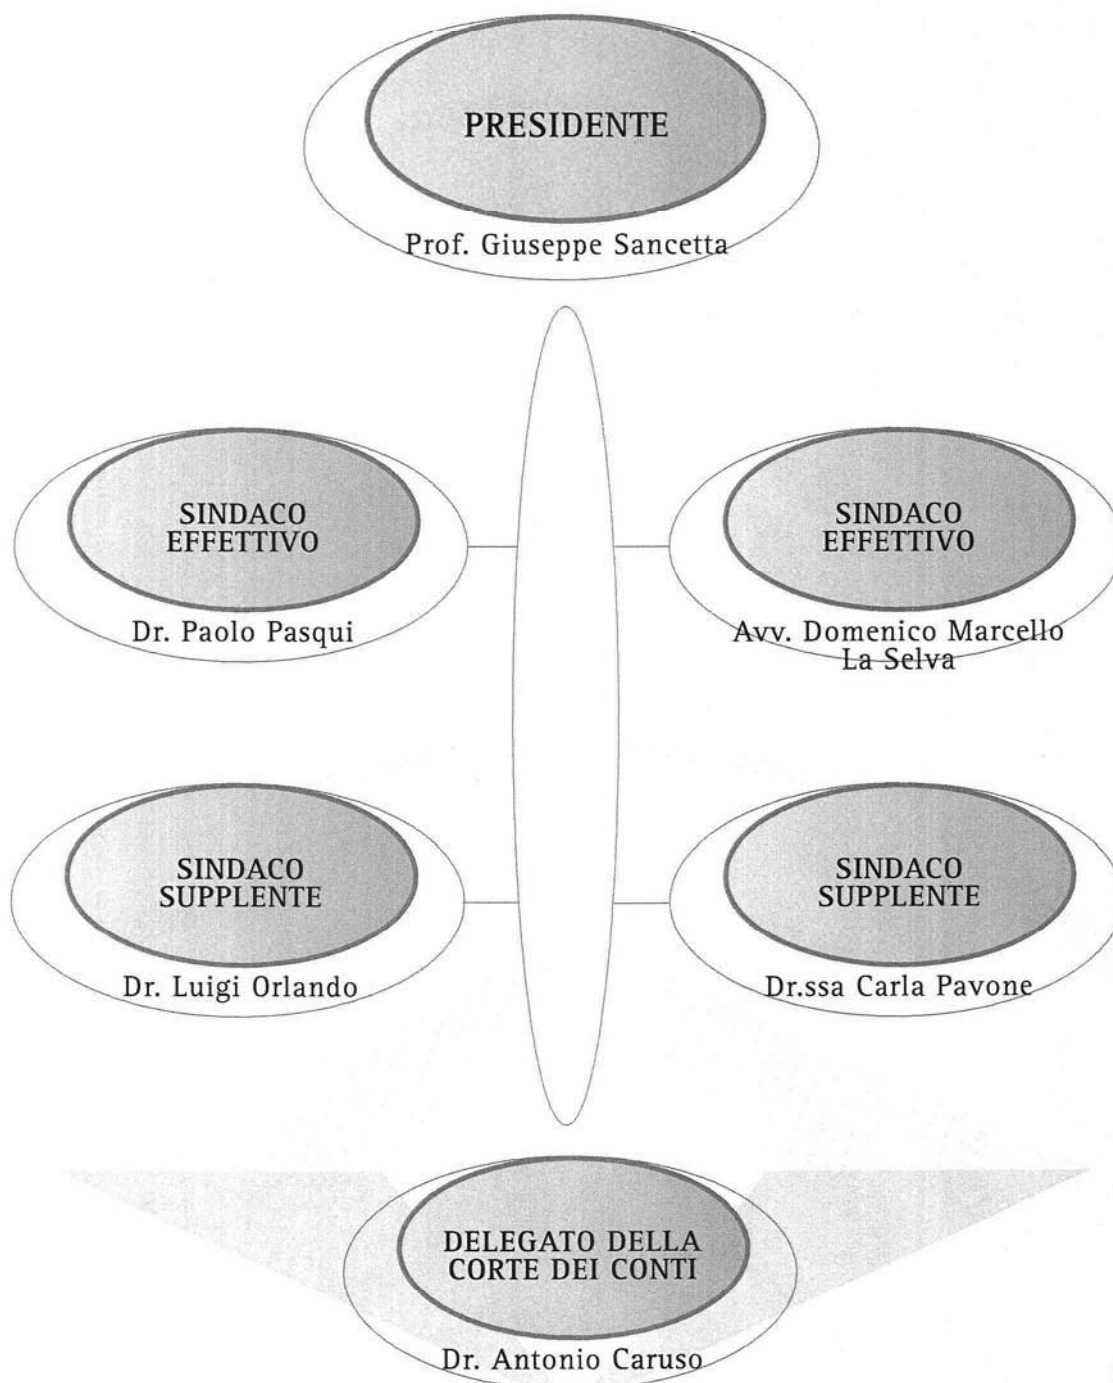 PRESIDENTE
Prof. Giuseppe Sancetta
SINDACO
EFFETTIVO
Dr. Paolo Pasqui
SINDACO
EFFETTIVO
Avv. Domenico Marcello
La Selva
SINDACO
SUPPLENTE
Dr. Luigi Orlando
SINDACO
SUPPLENTE
Dr.ssa Carla Pavone
DELEGATO DELLA
CORTE DEI CONTI
Dr. Antonio Caruso